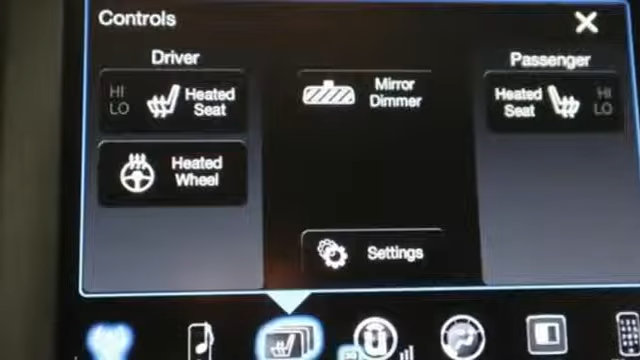 Controls
Driver
Passenger
HI
LO
Heated
Seat
Mirror
Dimmer
Heated
Seat
HI
LO
Heated
Wheel
Settings